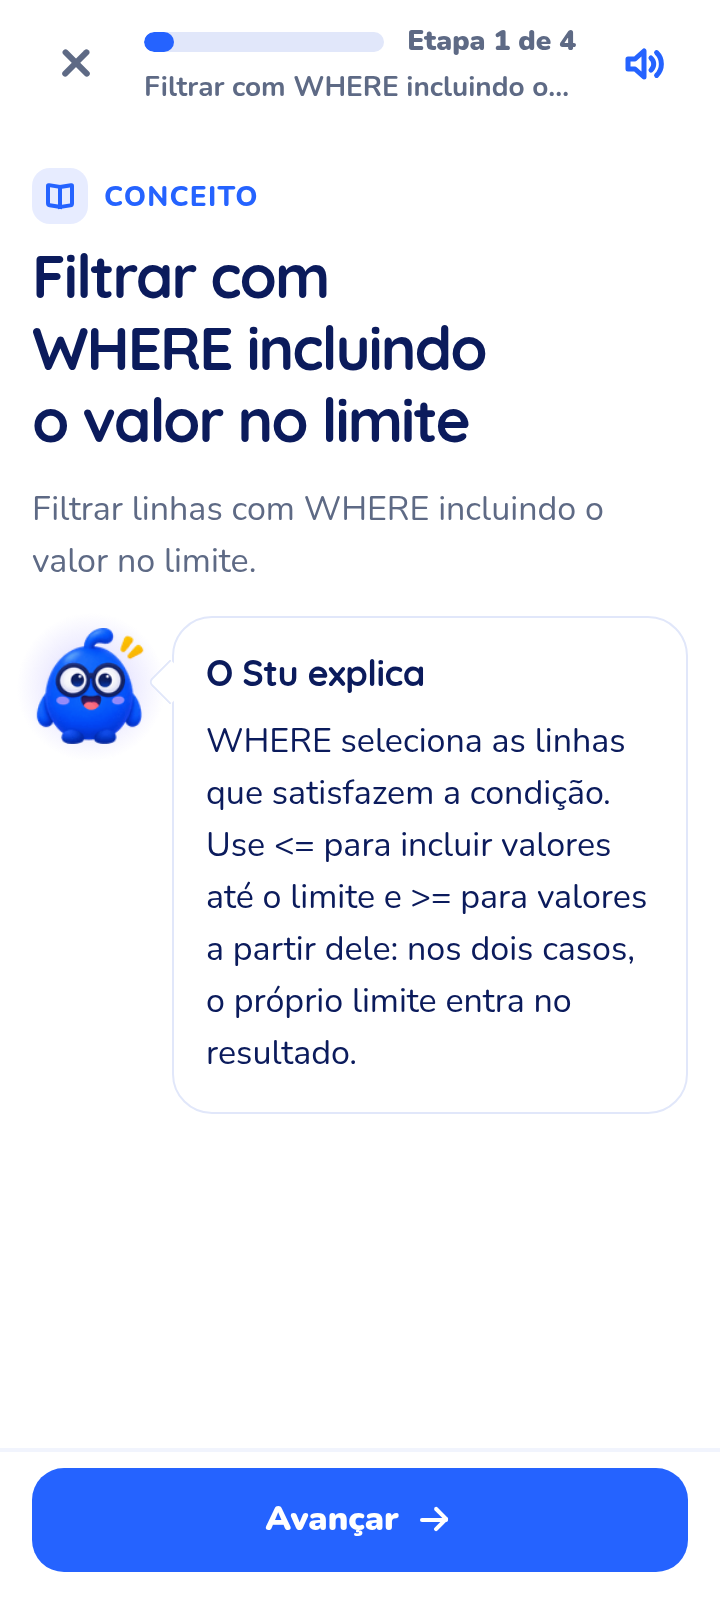 Etapa 1 de 4
Filtrar com WHERE incluindo o...
CONCEITO
Filtrar com
WHERE incluindo
o valor no limite
Filtrar linhas com WHERE incluindo o
valor no limite.
O Stu explica
WHERE seleciona as linhas
que satisfazem a condição.
Use <= para incluir valores
até o limite e >= para valores
a partir dele: nos dois casos,
o próprio limite entra no
resultado.
Avançar →